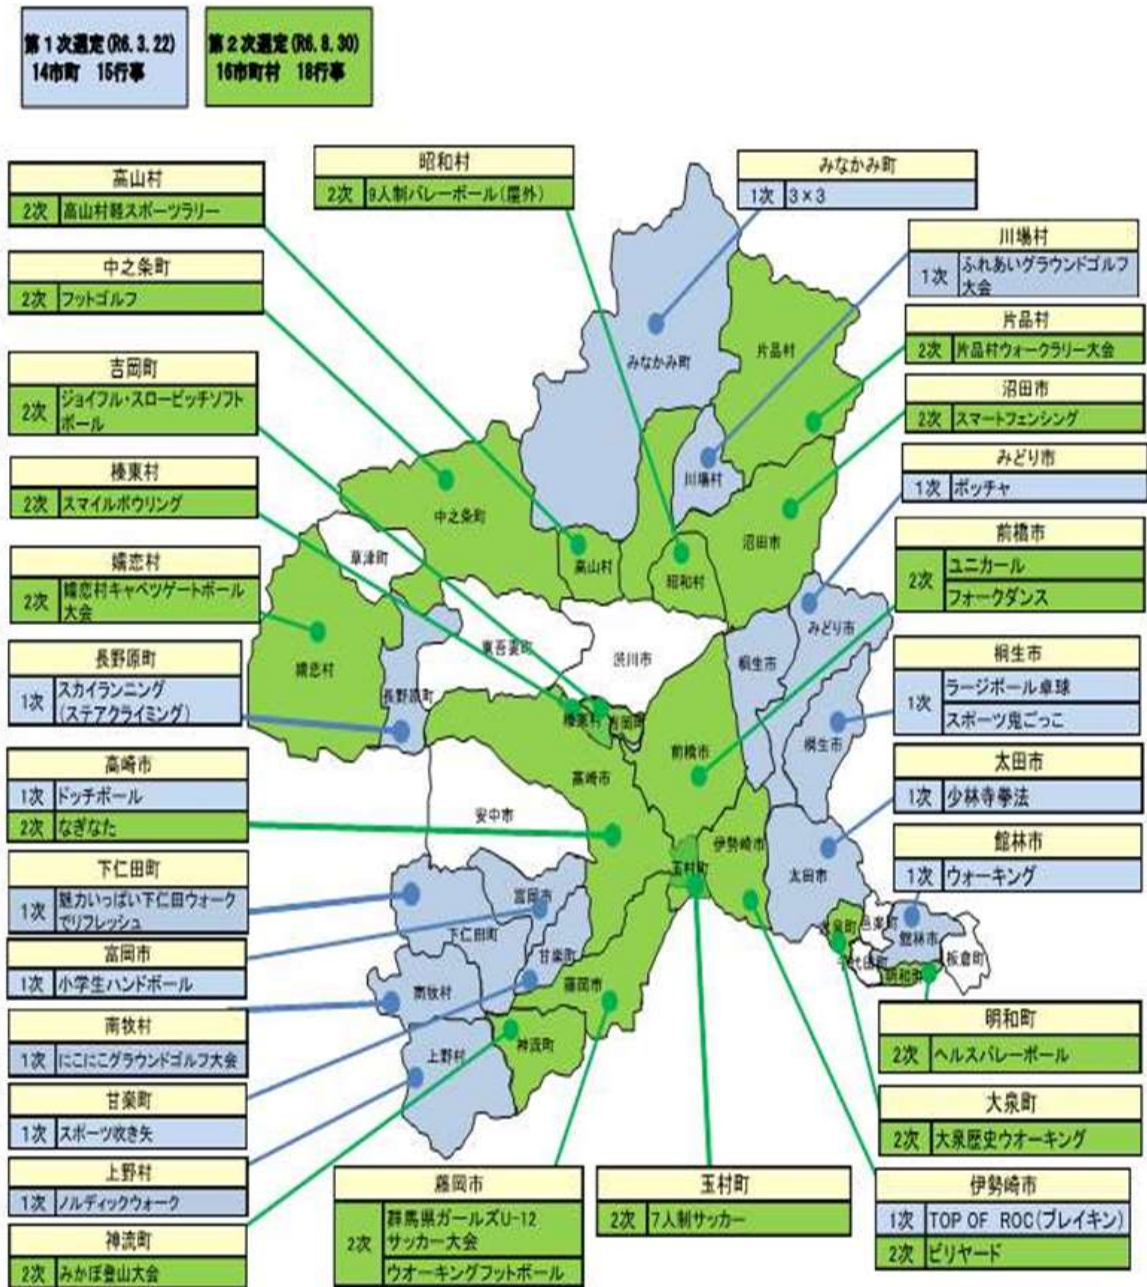 第1次選定(R6.3.22)
14市町 15行事
第2次選定(R6.8.30)
16市町村 18行事
高山村
2次 高山村軽スポーツラリー
中之条町
2次 フットゴルフ
吉岡町
2次 ジョイフル・スローピッチソフト
ボール
榛東村
2次 スマイルボウリング
嬬恋村
2次 嬬恋村キャベツゲートボール
大会
長野原町
1次 スカイランニング
(ステアクライミング)
高崎市
1次 ドッチボール
2次 なぎなた
下仁田町
1次 魅力いっぱい下仁田ウォーク
でリフレッシュ
富岡市
1次 小学生ハンドボール
南牧村
1次 にこにこグラウンドゴルフ大会
甘楽町
1次 スポーツ吹き矢
上野村
1次 ノルディックウォーク
神流町
2次 みかぼ登山大会
昭和村
2次 9人制バレーボール(屋外)
みなかみ町
1次 3×3
川場村
1次 ふれあいグラウンドゴルフ
大会
片品村
2次 片品村ウォークラリー大会
沼田市
2次 スマートフェンシング
みどり市
1次 ボッチャ
前橋市
2次 ユニカール
フォークダンス
桐生市
1次 ラージボール卓球
スポーツ鬼ごっこ
太田市
1次 少林寺拳法
館林市
1次 ウォーキング
明和町
2次 ヘルスバレーボール
大泉町
2次 大泉歴史ウオーキング
伊勢崎市
1次 TOP OF ROC(ブレイキン)
2次 ビリヤード
玉村町
2次 7人制サッカー
藤岡市
2次 群馬県ガールズU-12
サッカー大会
ウオーキングフットボール
みなかみ町
片品村
川場村
中之条町
沼田市
草津町
高山村
昭和村
みどり市
東吾妻町
渋川市
桐生市
嬬恋村
長野原町
榛東村
吉岡町
前橋市
桐生市
高崎市
安中市
伊勢崎市
玉村町
太田市
富岡市
下仁田町
甘楽町
大泉町
邑楽町
館林市
板倉町
千代田町
明和町
南牧村
藤岡市
上野村
神流町